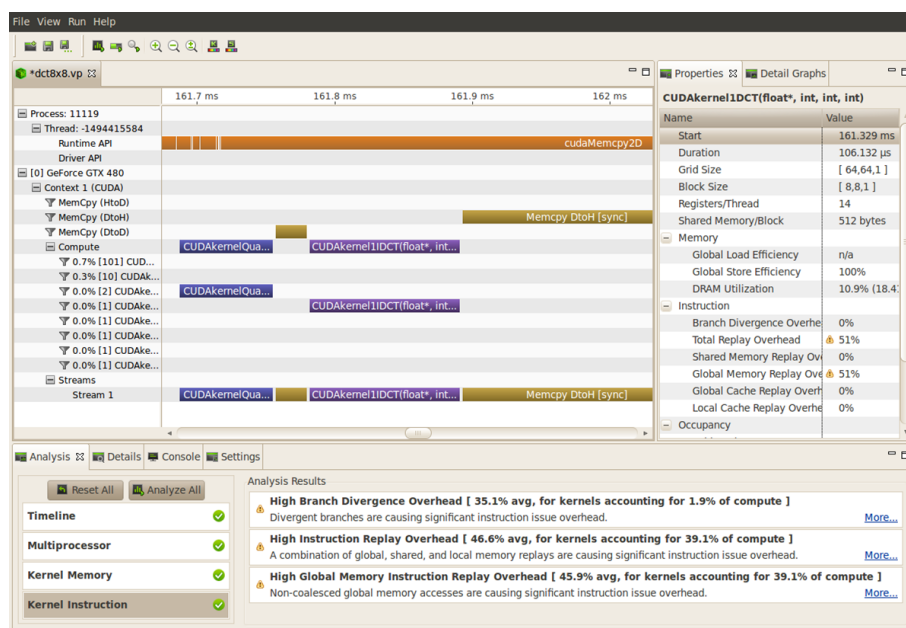 File View Run Help
*dct8x8.vp
161.7 ms 161.8 ms 161.9 ms 162 ms
Process: 11119
Thread: -1494415584
Runtime API cudaMemcpy2D
Driver API
[0] GeForce GTX 480
Context 1 (CUDA)
MemCpy (HtoD)
MemCpy (DtoH) Memcpy DtoH [sync]
MemCpy (DtoD)
Compute CUDAkernelQua... CUDAkernel1IDCT(float*, int...
0.7% [101] CUD...
0.3% [10] CUDAk...
0.0% [2] CUDAke... CUDAkernelQua...
0.0% [1] CUDAke... CUDAkernel1IDCT(float*, int...
0.0% [1] CUDAke...
0.0% [1] CUDAke...
0.0% [1] CUDAke...
0.0% [1] CUDAke...
Streams
Stream 1 CUDAkernelQua... CUDAkernel1IDCT(float*, int... Memcpy DtoH [sync]
Properties Detail Graphs
CUDAkernel1DCT(float*, int, int, int)
Name Value
Start 161.329 ms
Duration 106.132 µs
Grid Size [ 64,64,1 ]
Block Size [ 8,8,1 ]
Registers/Thread 14
Shared Memory/Block 512 bytes
Memory
Global Load Efficiency n/a
Global Store Efficiency 100%
DRAM Utilization 10.9% (18.4
Instruction
Branch Divergence Overhe 0%
Total Replay Overhead 51%
Shared Memory Replay Ov 0%
Global Memory Replay Ove 51%
Global Cache Replay Overh 0%
Local Cache Replay Overhe 0%
Occupancy
Analysis Details Console Settings
Reset All Analyze All
Timeline
Multiprocessor
Kernel Memory
Kernel Instruction
Analysis Results
High Branch Divergence Overhead [ 35.1% avg, for kernels accounting for 1.9% of compute ]
Divergent branches are causing significant instruction issue overhead. More...
High Instruction Replay Overhead [ 46.6% avg, for kernels accounting for 39.1% of compute ]
A combination of global, shared, and local memory replays are causing significant instruction issue overhead. More...
High Global Memory Instruction Replay Overhead [ 45.9% avg, for kernels accounting for 39.1% of compute ]
Non-coalesced global memory accesses are causing significant instruction issue overhead. More...